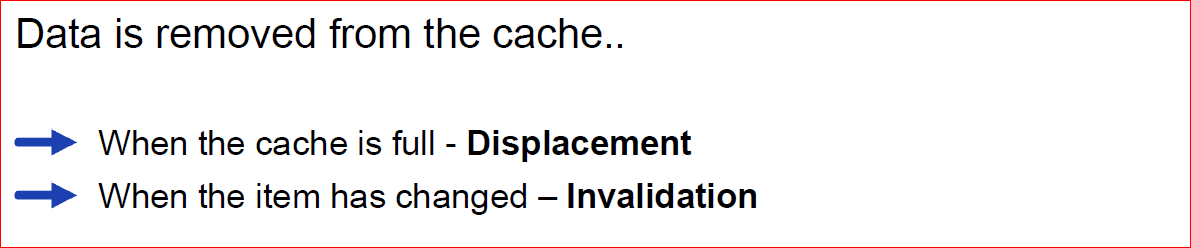 Data is removed from the cache..
When the cache is full - Displacement
When the item has changed – Invalidation